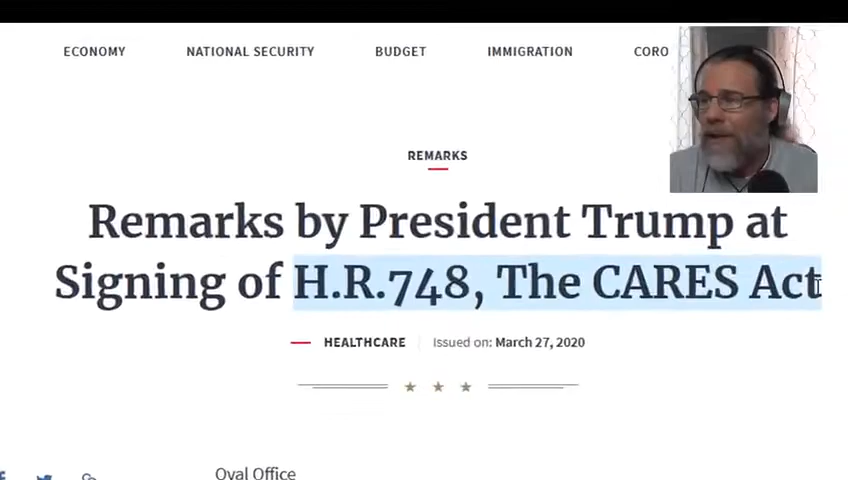 ECONOMY NATIONAL SECURITY BUDGET IMMIGRATION CORO
REMARKS
Remarks by President Trump at
Signing of H.R.748, The CARES Act
HEALTHCARE Issued on: March 27, 2020
Oval Office